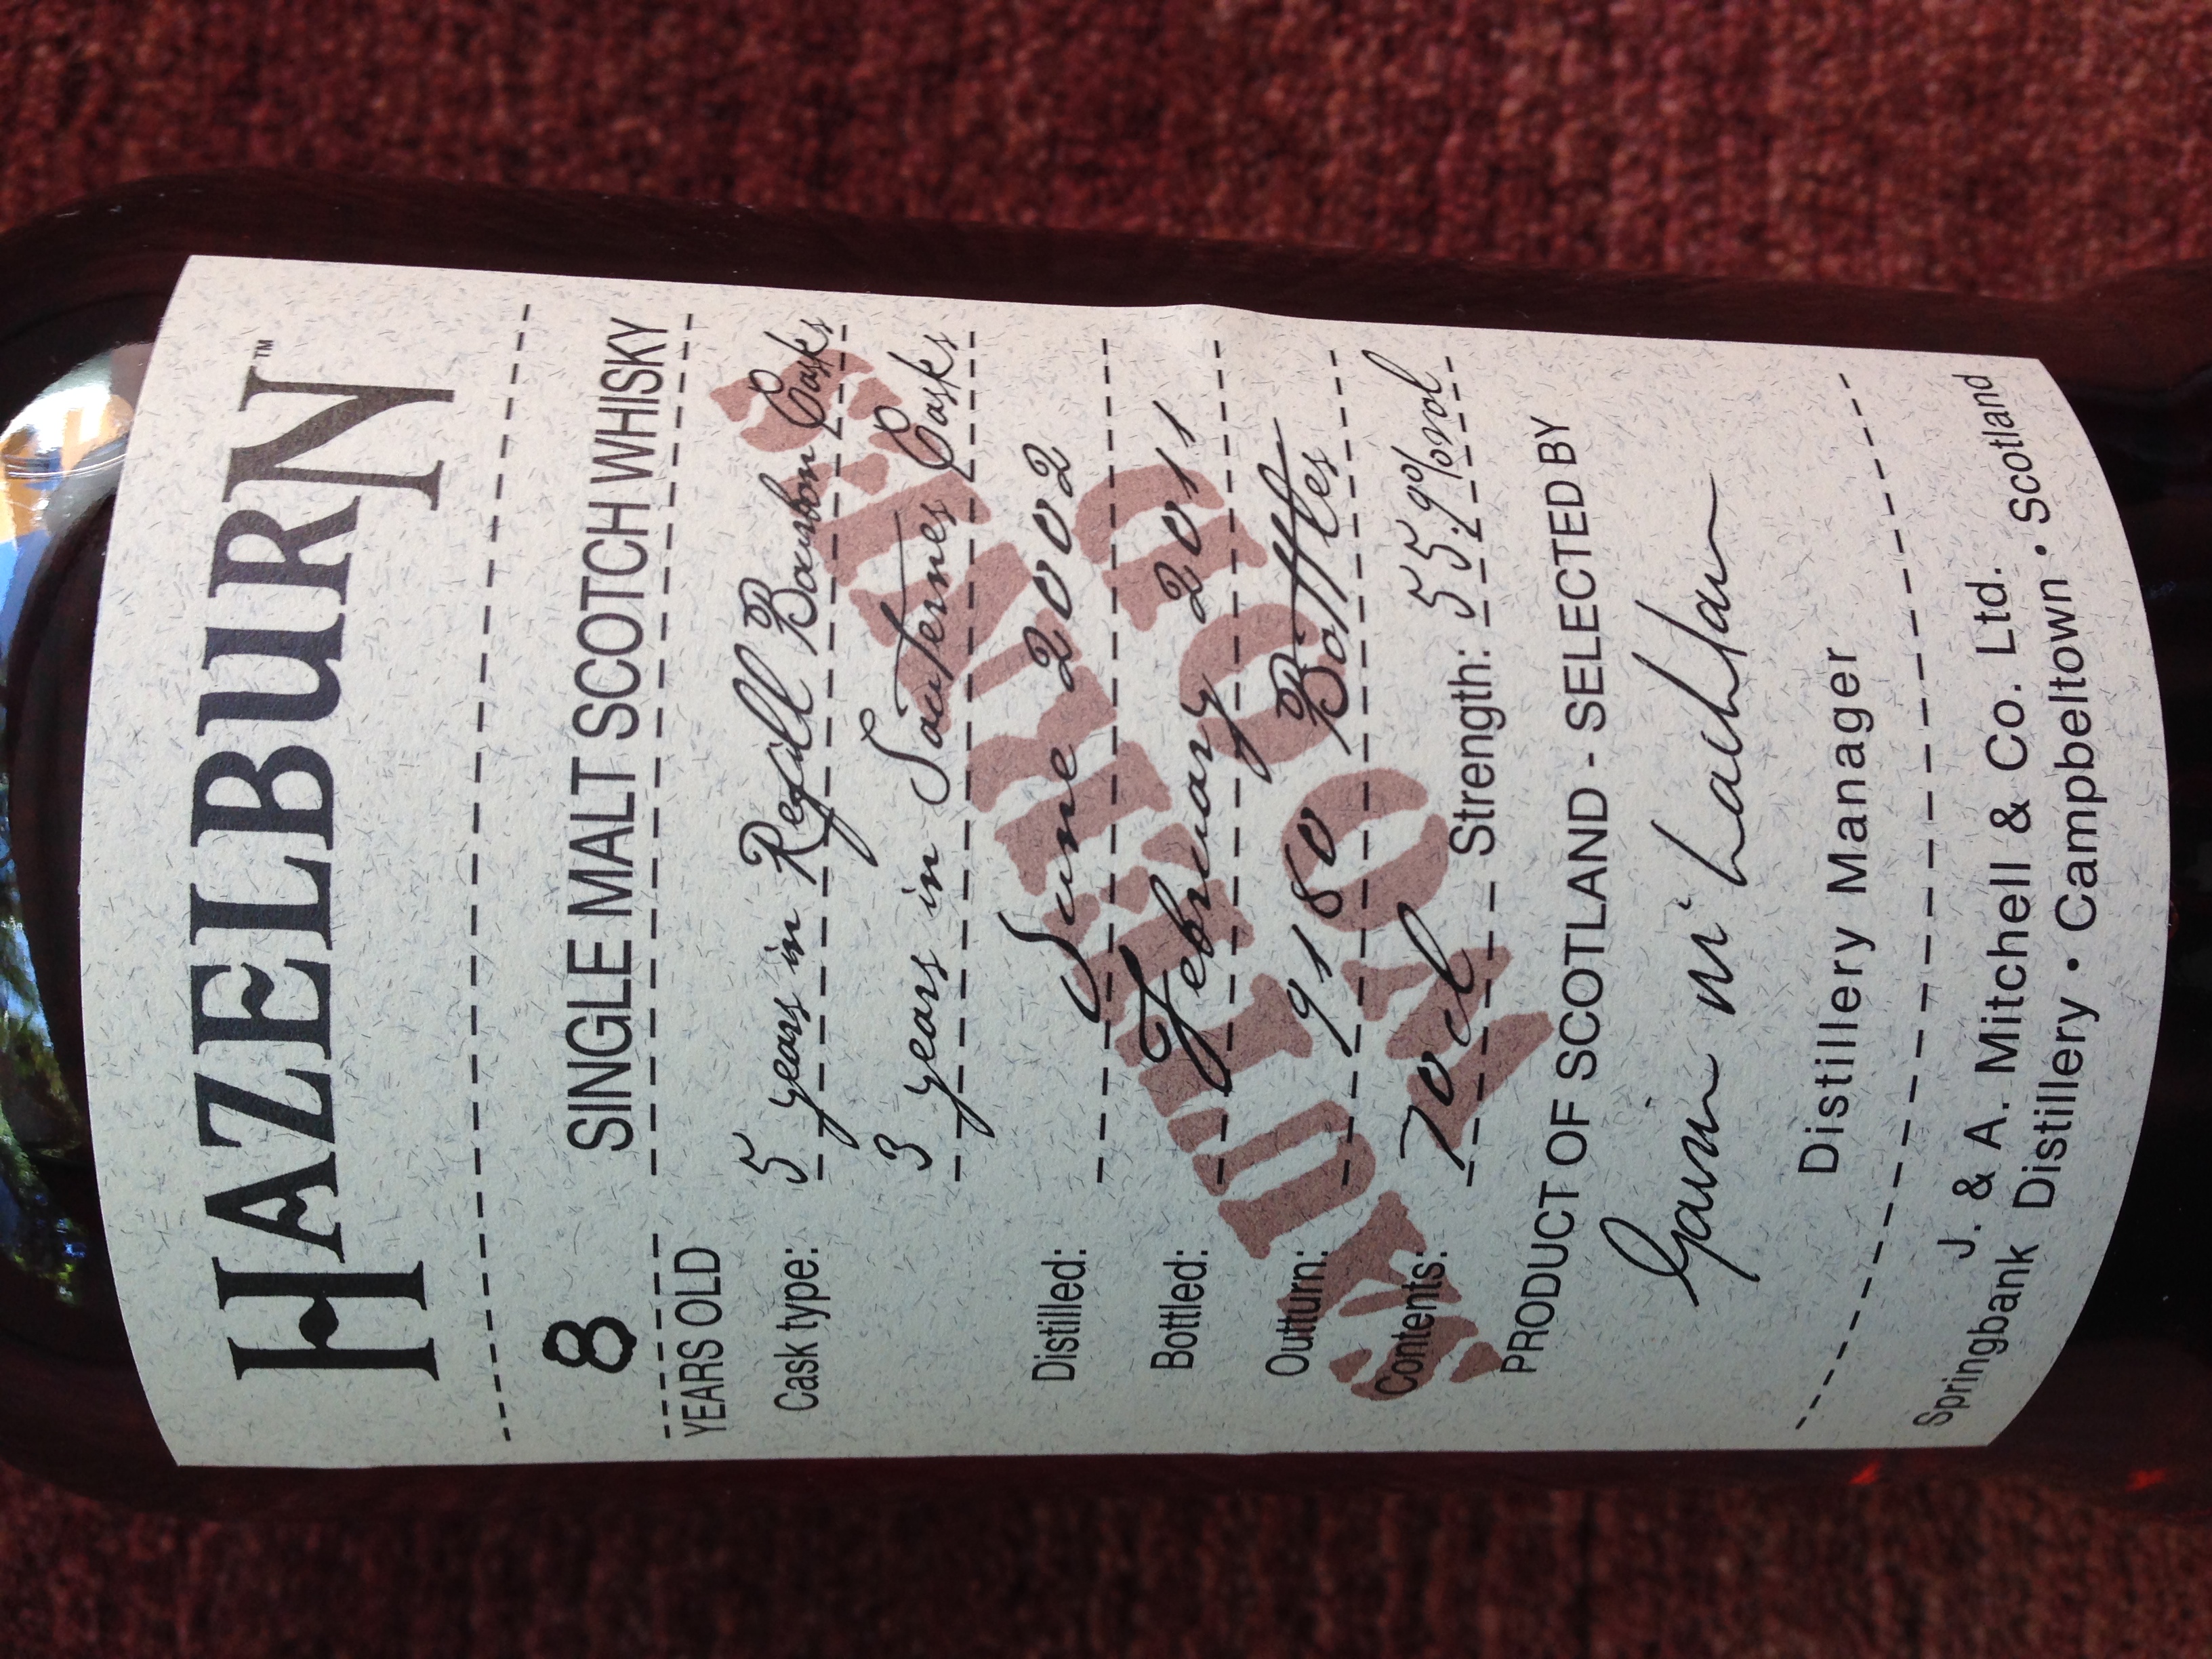 HAZELBURN™
8 SINGLE MALT SCOTCH WHISKY
YEARS OLD
Cask type: 5 years in Refill Bourbon Casks
3 years in Sauternes Casks
Distilled: June 2002
Bottled: February 2011
Outturn: 9180 Bottles
Contents: 70cl Strength: 55.9%vol
SAUTERNES
WOOD
PRODUCT OF SCOTLAND - SELECTED BY
Gavin McLachlan
Distillery Manager
J. & A. Mitchell & Co. Ltd.
Springbank Distillery • Campbeltown • Scotland